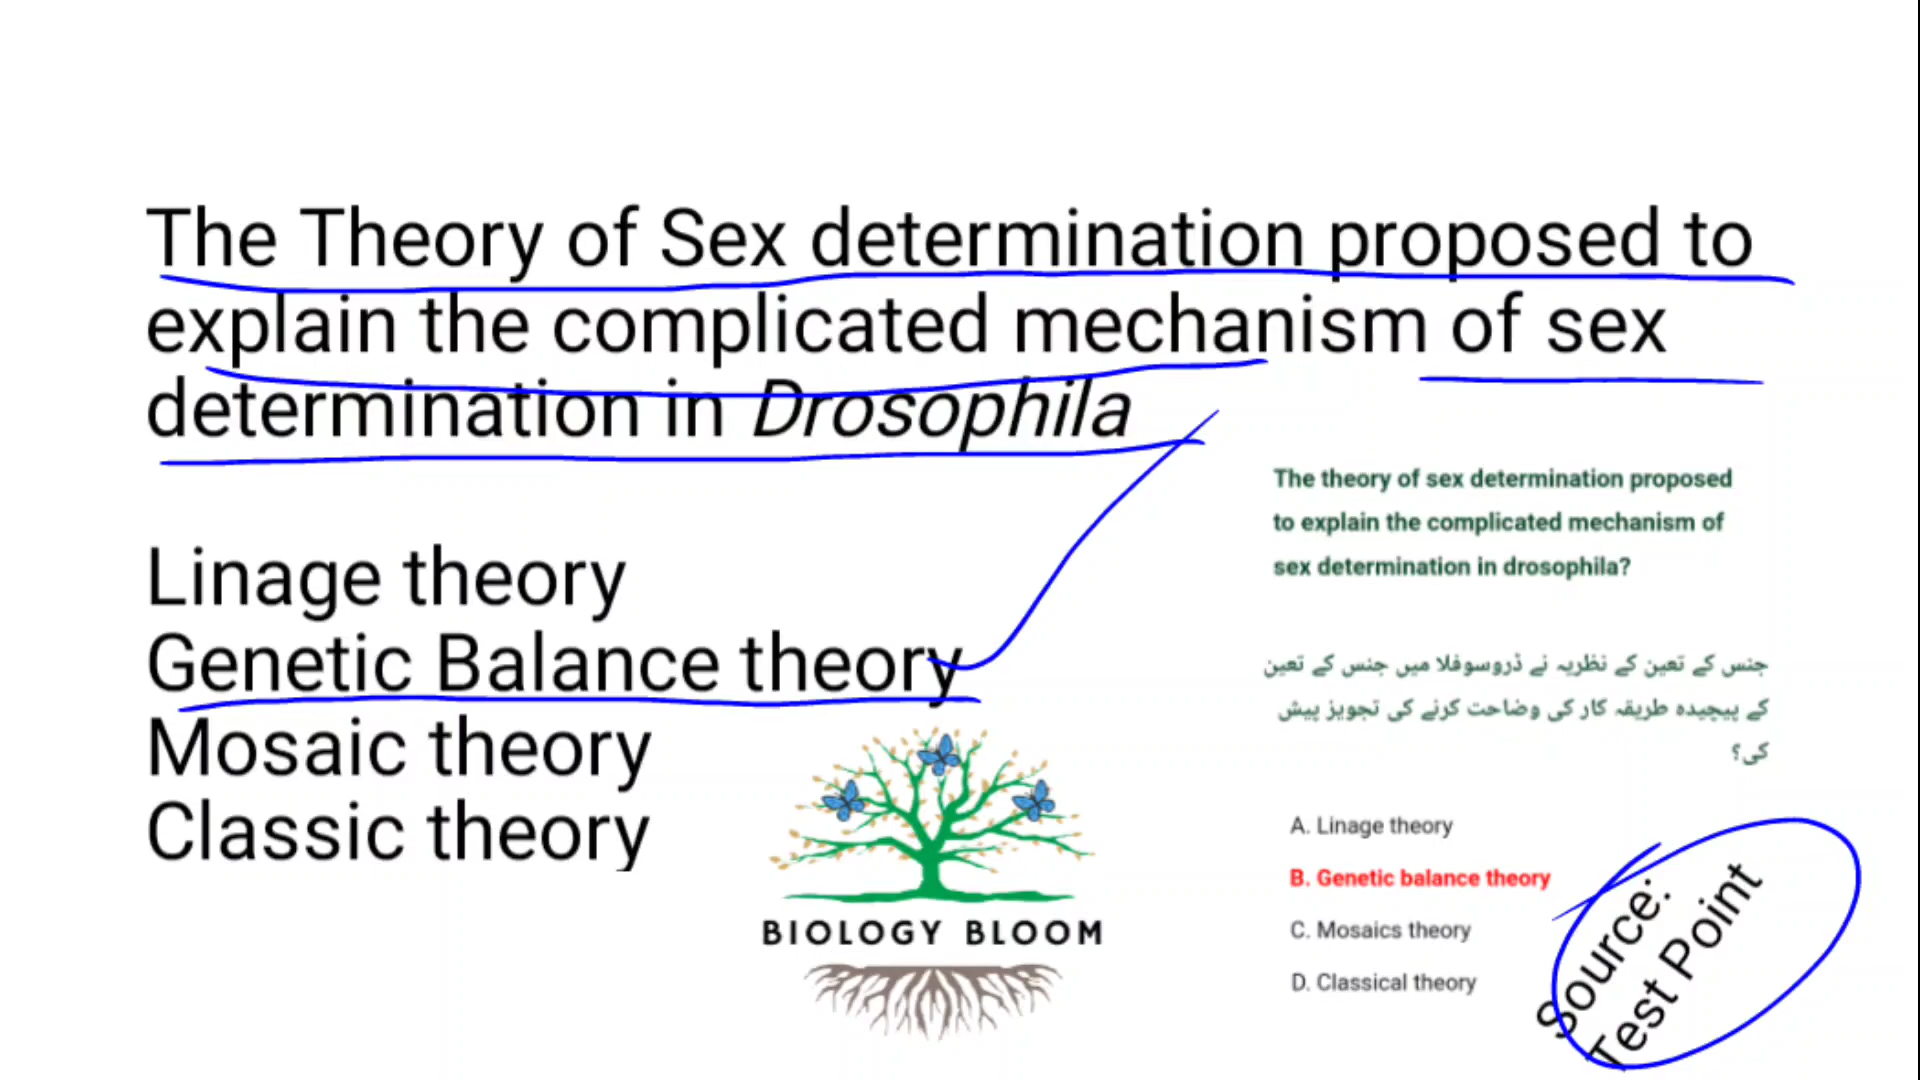 The Theory of Sex determination proposed to
explain the complicated mechanism of sex
determination in Drosophila
Linage theory
Genetic Balance theory
Mosaic theory
Classic theory
BIOLOGY BLOOM
The theory of sex determination proposed
to explain the complicated mechanism of
sex determination in drosophila?
جنس کے تعین کے نظریہ نے ڈروسوفلا میں جنس کے تعین
کے پیچیدہ طریقہ کار کی وضاحت کرنے کی تجویز پیش
کی؟
A. Linage theory
B. Genetic balance theory
C. Mosaics theory
D. Classical theory
Source:
Test Point